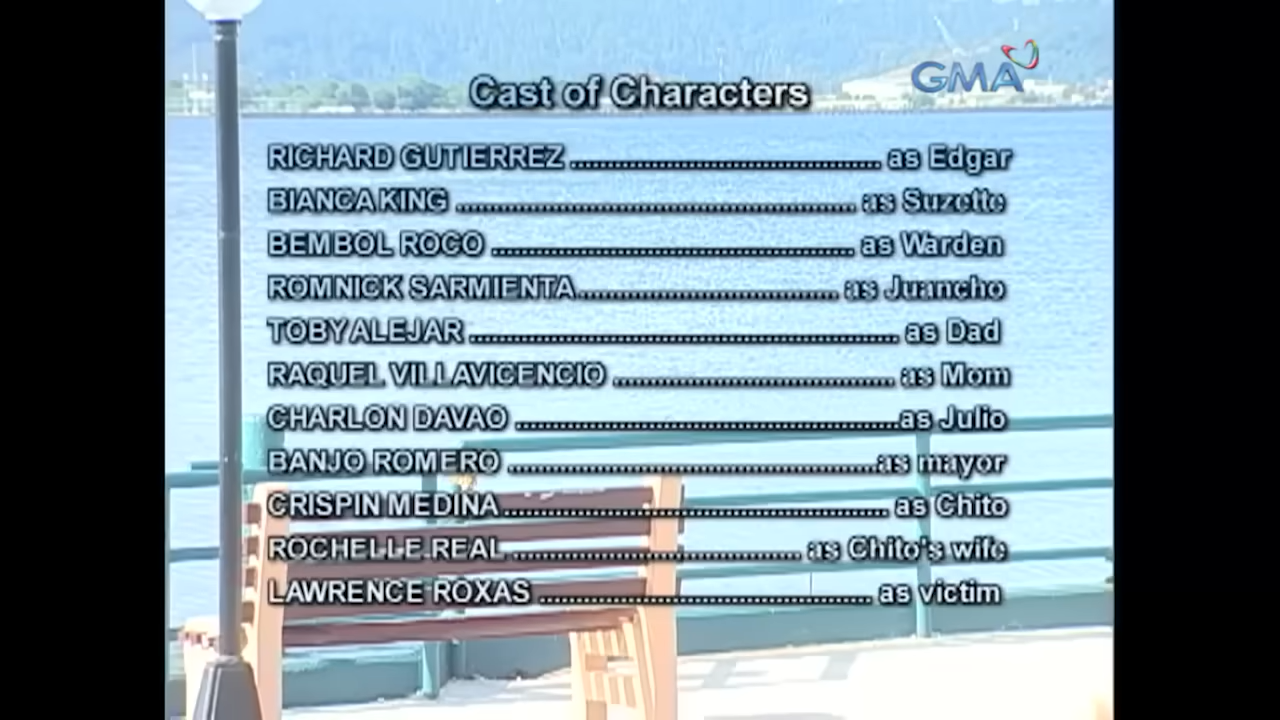 GMA
Cast of Characters
RICHARD GUTIERREZ ........................................ as Edgar
BIANCA KING .................................................... as Suzette
BEMBOL ROCO ............................................... as Warden
ROMNICK SARMIENTA.................................. as Juancho
TOBY ALEJAR ........................................................ as Dad
RAQUEL VILLAVICENCIO .................................... as Mom
CHARLON DAVAO ..................................................as Julio
BANJO ROMERO ................................................as mayor
CRISPIN MEDINA .................................................. as Chito
ROCHELLE REAL ...................................... as Chito's wife
LAWRENCE ROXAS ........................................... as victim